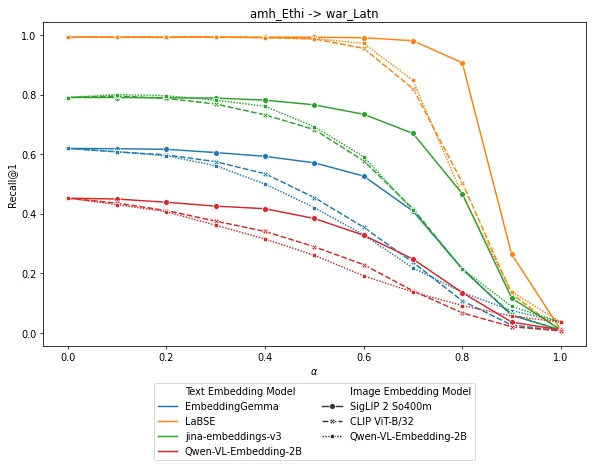 amh_Ethi -> war_Latn
Recall@1
1.0
0.8
0.6
0.4
0.2
0.0
0.0 0.2 0.4 0.6 0.8 1.0
α
Text Embedding Model Image Embedding Model
EmbeddingGemma SigLIP 2 So400m
LaBSE CLIP ViT-B/32
jina-embeddings-v3 Qwen-VL-Embedding-2B
Qwen-VL-Embedding-2B